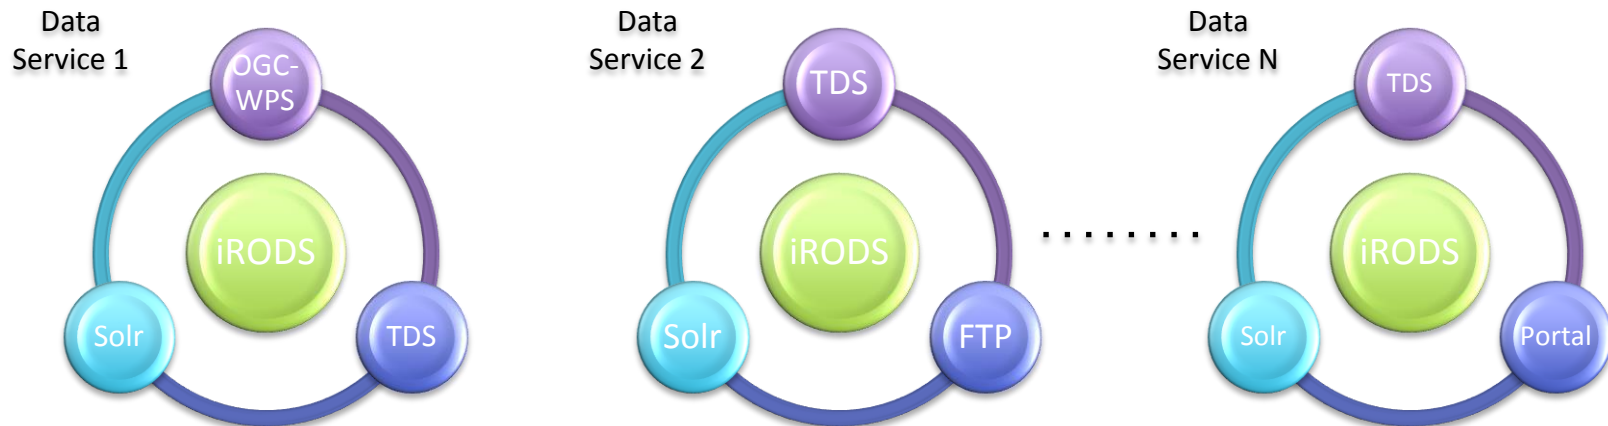 Data
Service 1
OGC-
WPS
iRODS
Solr
TDS
Data
Service 2
TDS
iRODS
Solr
FTP
. . . . . . . .
Data
Service N
TDS
iRODS
Solr
Portal